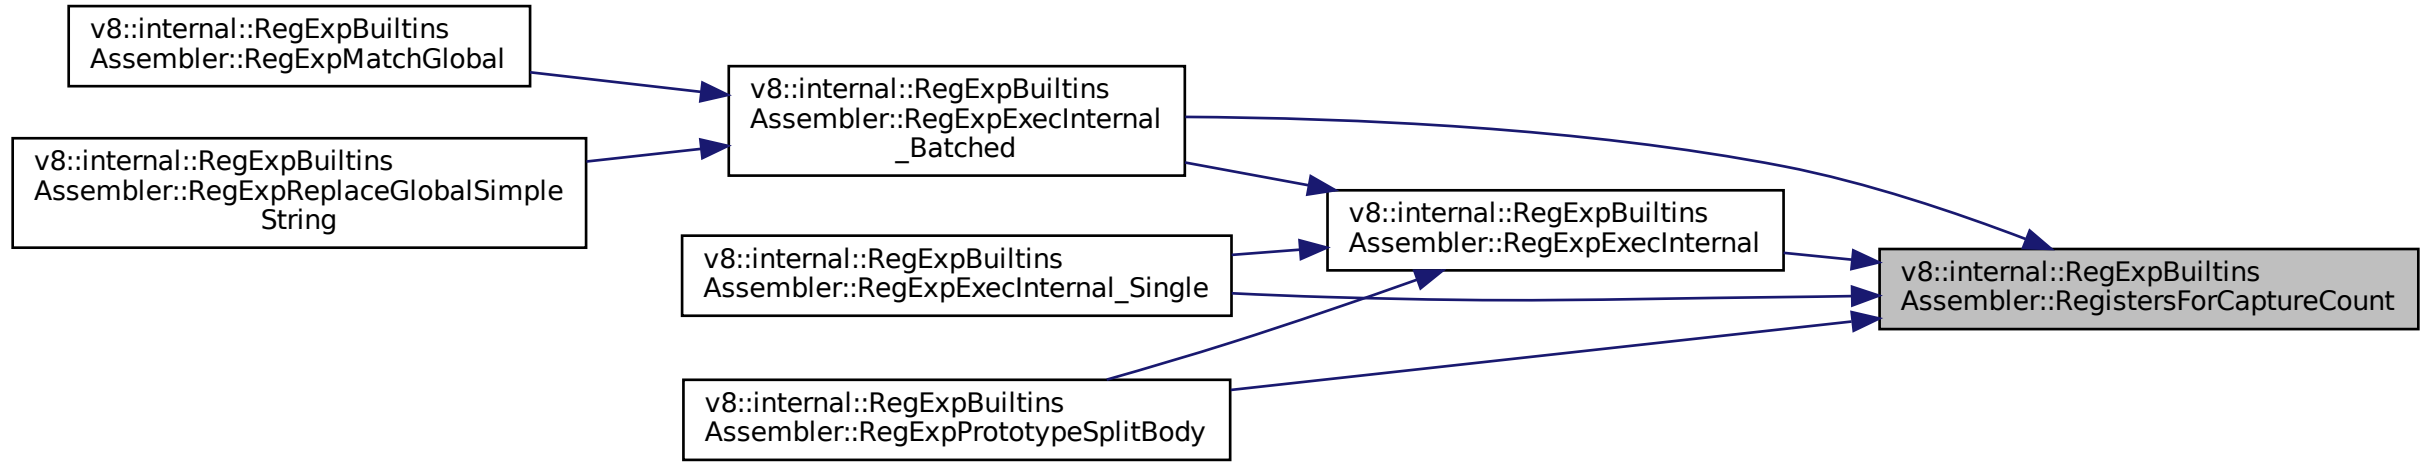 v8::internal::RegExpBuiltins
Assembler::RegExpMatchGlobal
v8::internal::RegExpBuiltins
Assembler::RegExpReplaceGlobalSimple
String
v8::internal::RegExpBuiltins
Assembler::RegExpExecInternal
_Batched
v8::internal::RegExpBuiltins
Assembler::RegExpExecInternal_Single
v8::internal::RegExpBuiltins
Assembler::RegExpPrototypeSplitBody
v8::internal::RegExpBuiltins
Assembler::RegExpExecInternal
v8::internal::RegExpBuiltins
Assembler::RegistersForCaptureCount